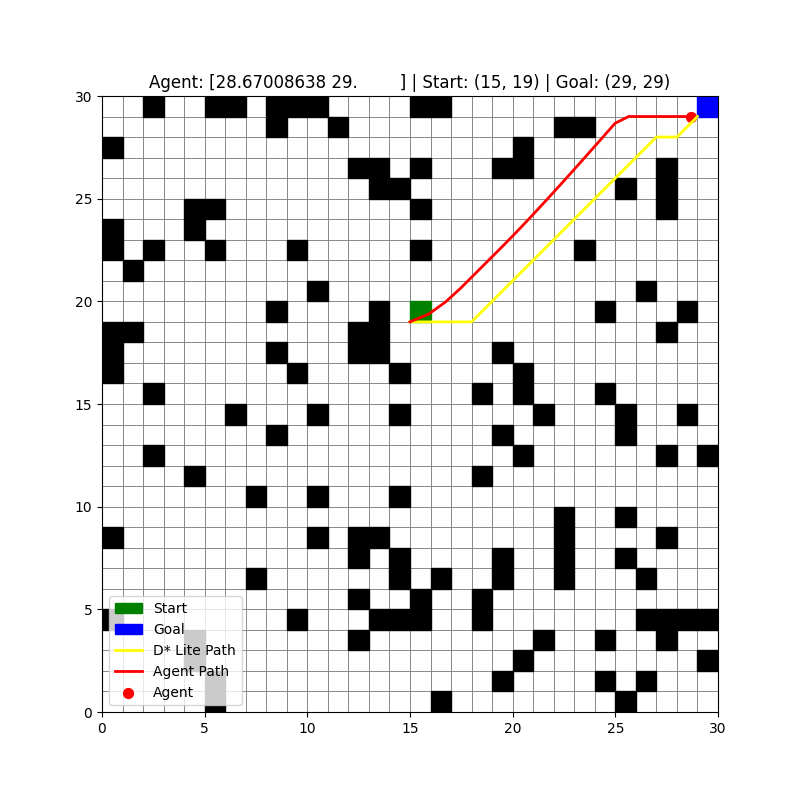 Agent: [28.67008638 29.        ] | Start: (15, 19) | Goal: (29, 29)
30
25
20
15
10
5
0
Start
Goal
D* Lite Path
Agent Path
Agent
0 5 10 15 20 25 30